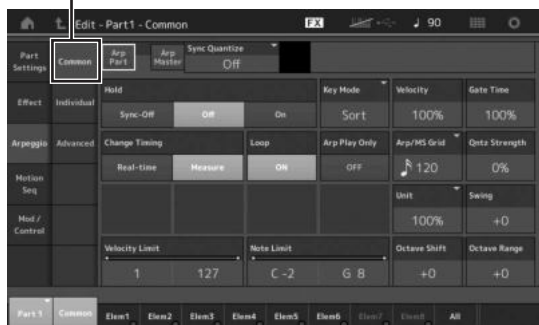 Edit - Part1 - Common FX 90
Part Settings Common Arp Part Arp Master Sync Quantize Off
Hold Key Mode Velocity Gate Time
Effect Individual Sync-Off Off On Sort 100% 100%
Arpeggio Advanced Change Timing Loop Arp Play Only Arp/MS Grid Qntz Strength
Real-time Measure ON OFF 120 0%
Motion Seq Unit Swing
Mod / Control 100% +0
Velocity Limit Note Limit Octave Shift Octave Range
1 127 C -2 G 8 +0 +0
Part 1 Common Elem1 Elem2 Elem3 Elem4 Elem5 Elem6 Elem7 Elem8 All